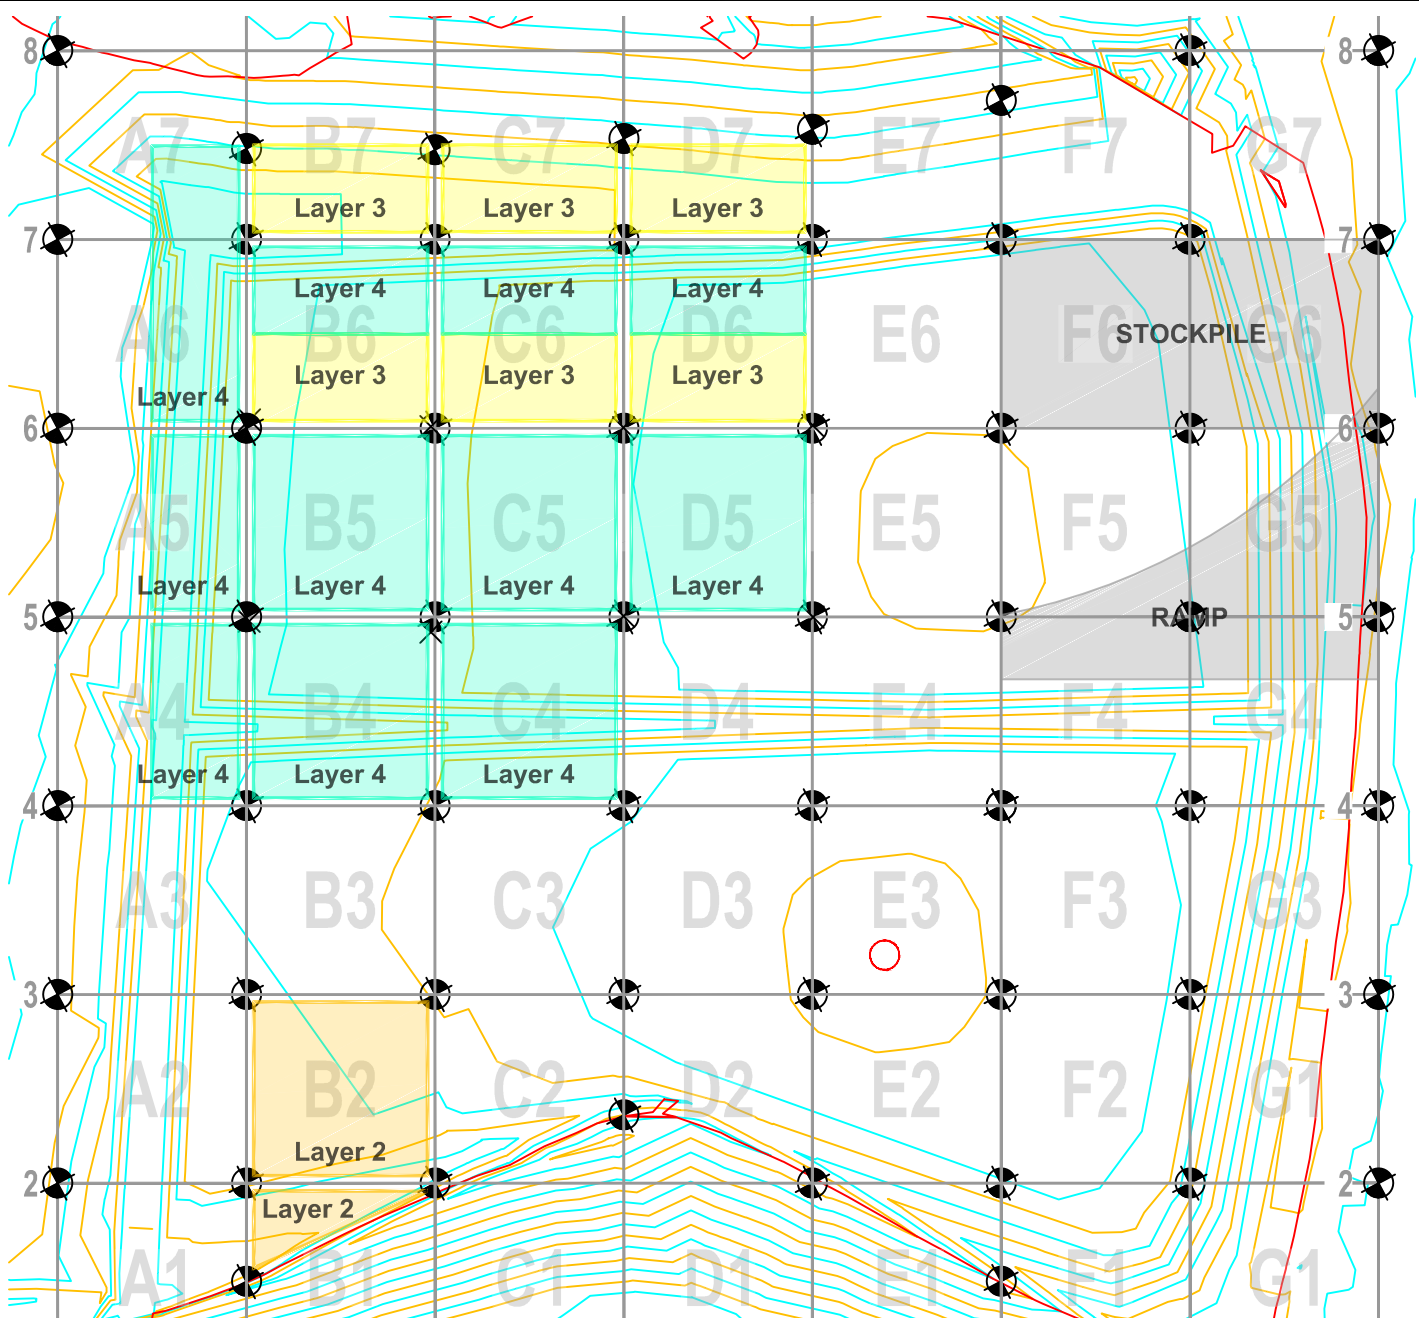 8 8
A7 B7 C7 D7 E7 F7 G7
Layer 3 Layer 3 Layer 3
7 7
Layer 4 Layer 4 Layer 4
A6 B6 C6 D6 E6 F6 G6
STOCKPILE
Layer 3 Layer 3 Layer 3
Layer 4
6 6
A5 B5 C5 D5 E5 F5 G5
Layer 4 Layer 4 Layer 4 Layer 4
5 RAMP 5
A4 B4 C4 D4 E4 F4 G4
Layer 4 Layer 4 Layer 4
4 4
A3 B3 C3 D3 E3 F3 G3
3 3
A2 B2 C2 D2 E2 F2 G1
Layer 2
2 2
Layer 2
A1 B1 C1 D1 E1 F1 G1